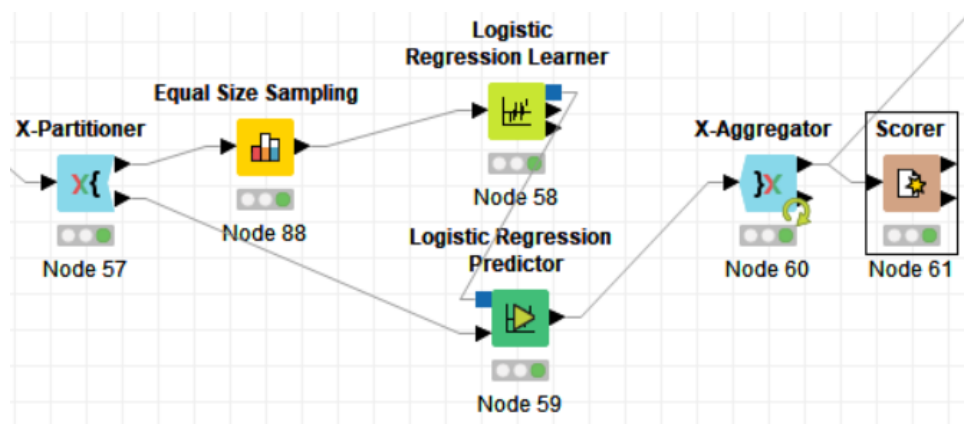 Logistic
Regression Learner
Equal Size Sampling
X-Partitioner
X-Aggregator
Scorer
Node 58
Node 88
Node 57
Logistic Regression
Predictor
Node 60
Node 61
Node 59